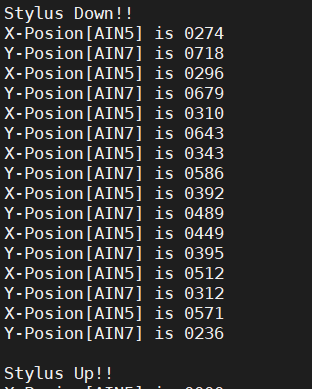 Stylus Down!!
X-Posion[AIN5] is 0274
Y-Posion[AIN7] is 0718
X-Posion[AIN5] is 0296
Y-Posion[AIN7] is 0679
X-Posion[AIN5] is 0310
Y-Posion[AIN7] is 0643
X-Posion[AIN5] is 0343
Y-Posion[AIN7] is 0586
X-Posion[AIN5] is 0392
Y-Posion[AIN7] is 0489
X-Posion[AIN5] is 0449
Y-Posion[AIN7] is 0395
X-Posion[AIN5] is 0512
Y-Posion[AIN7] is 0312
X-Posion[AIN5] is 0571
Y-Posion[AIN7] is 0236
Stylus Up!!